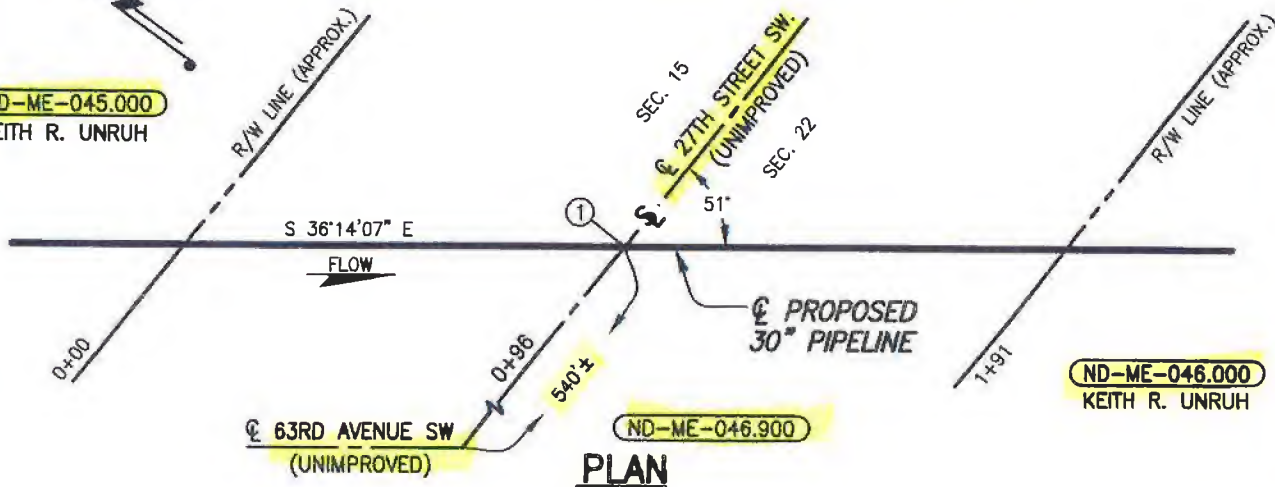 R/W LINE (APPROX.)
SEC. 15
℄ 27TH STREET SW.
(UNIMPROVED)
SEC. 22
R/W LINE (APPROX.)
D-ME-045.000
EITH R. UNRUH
S 36°14'07" E
FLOW
1
51°
℄ PROPOSED
30" PIPELINE
0+00
0+96
540'±
1+91
ND-ME-046.000
KEITH R. UNRUH
℄ 63RD AVENUE SW
(UNIMPROVED)
ND-ME-046.900
PLAN